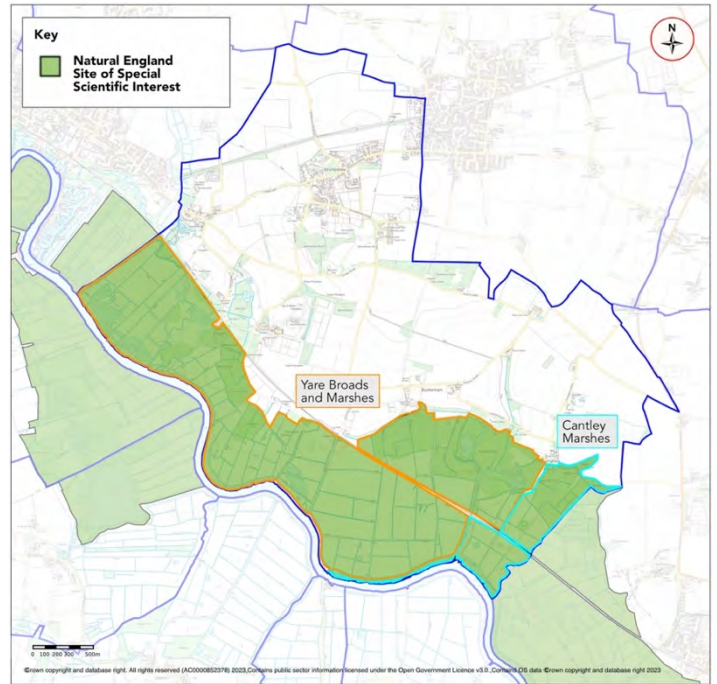 Key
Natural England
Site of Special
Scientific Interest
N
Yare Broads
and Marshes
Cantley
Marshes
0 100 200 300 500m
©rown copyright and database right. All rights reserved (AC0000852378) 2023,Contains public sector information licensed under the Open Government Licence v3.0.,Contains OS data ©rown copyright and database right 2023